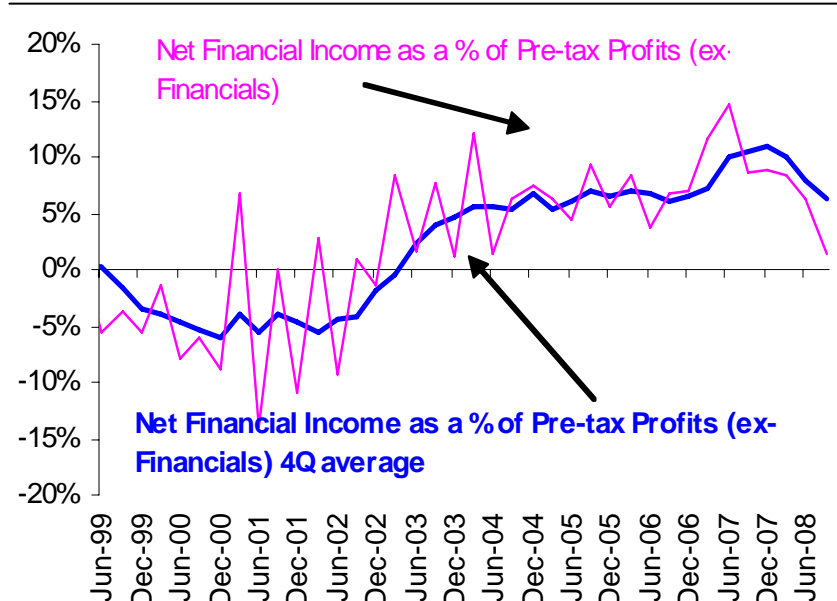 20%
15%
10%
5%
0%
-5%
-10%
-15%
-20%
Net Financial Income as a % of Pre-tax Profits (ex-
Financials)
Net Financial Income as a % of Pre-tax Profits (ex-
Financials) 4Q average
Jun-99
Dec-99
Jun-00
Dec-00
Jun-01
Dec-01
Jun-02
Dec-02
Jun-03
Dec-03
Jun-04
Dec-04
Jun-05
Dec-05
Jun-06
Dec-06
Jun-07
Dec-07
Jun-08